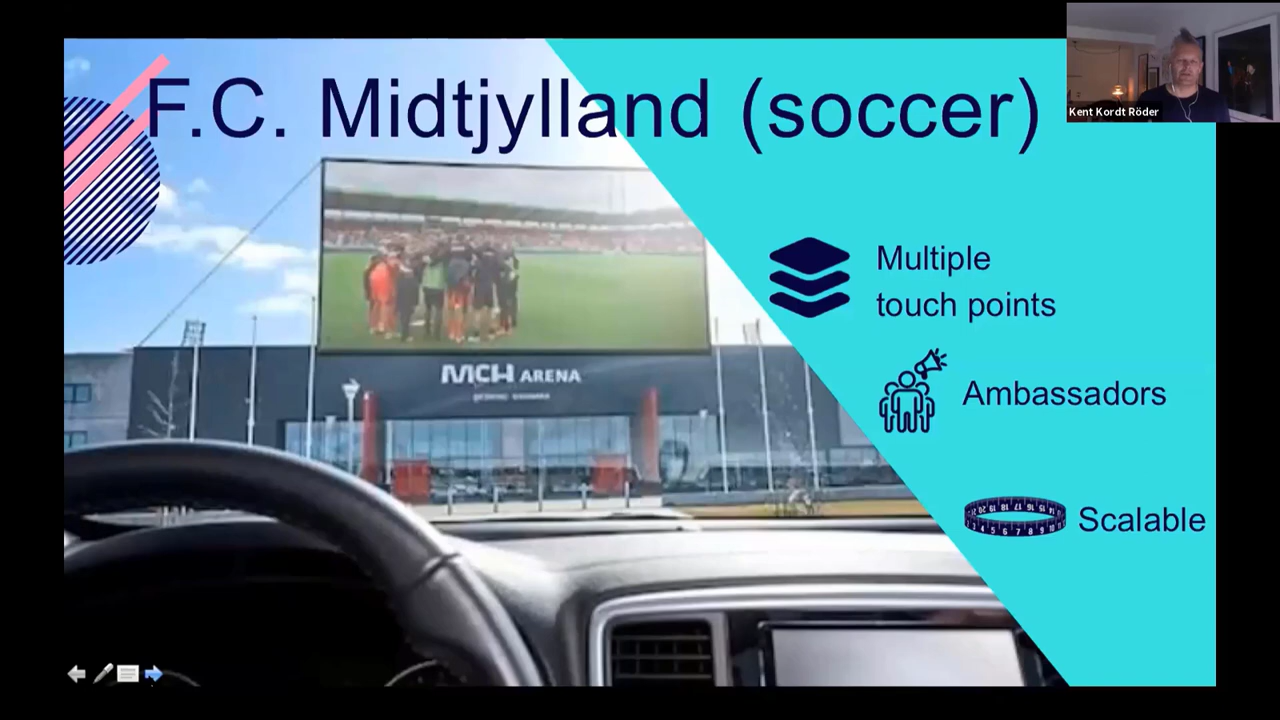 F.C. Midtjylland (soccer)
Kent Kordt Röder
Multiple
touch points
MCH ARENA
Ambassadors
Scalable